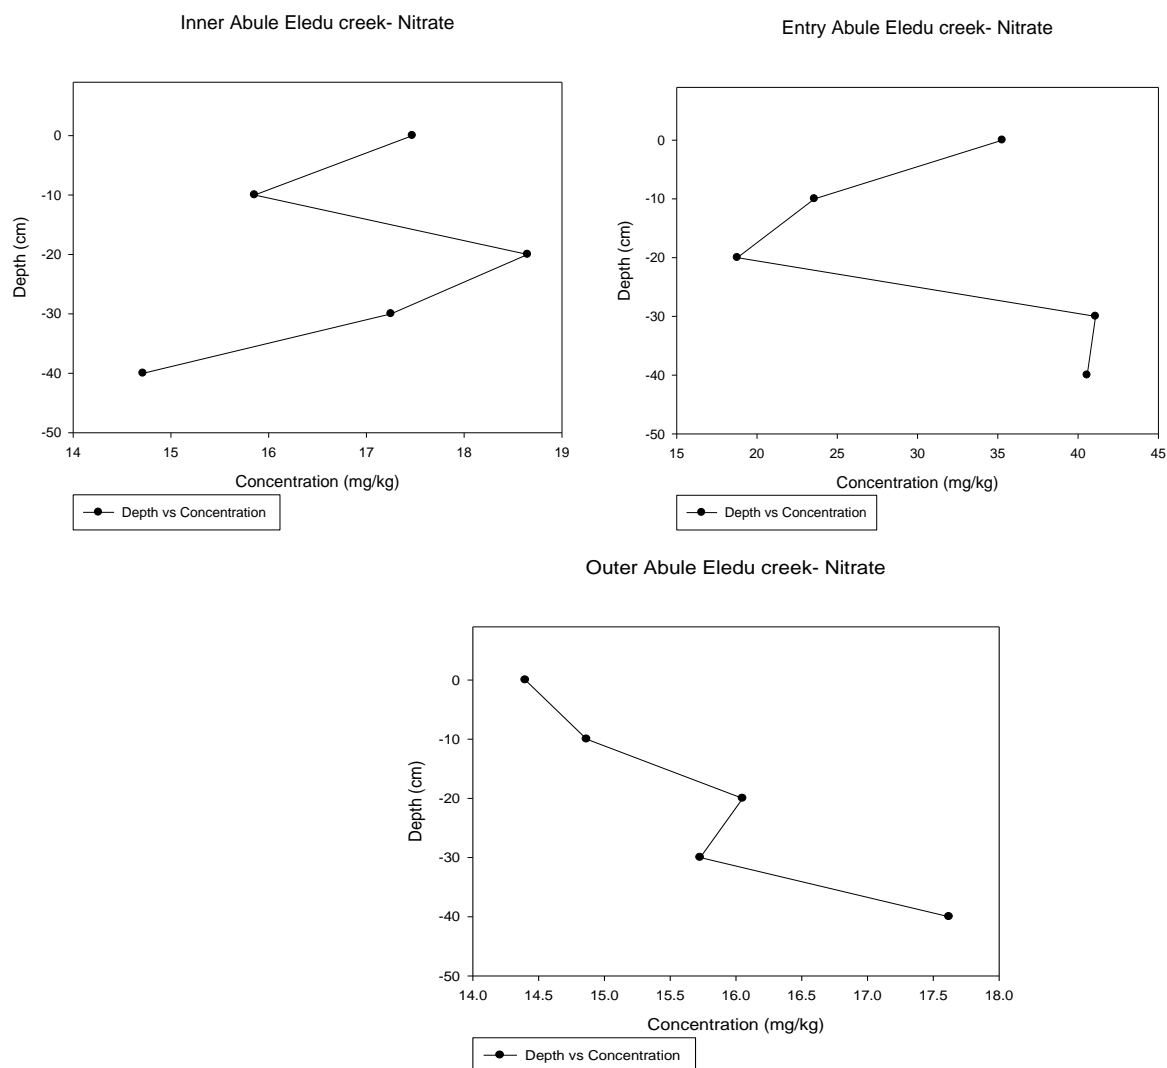 Inner Abule Eledu creek- Nitrate
0
-10
-20
-30
-40
-50
Depth (cm)
14 15 16 17 18 19
Concentration (mg/kg)
Depth vs Concentration
Entry Abule Eledu creek- Nitrate
0
-10
-20
-30
-40
-50
Depth (cm)
15 20 25 30 35 40 45
Concentration (mg/kg)
Depth vs Concentration
Outer Abule Eledu creek- Nitrate
0
-10
-20
-30
-40
-50
Depth (cm)
14.0 14.5 15.0 15.5 16.0 16.5 17.0 17.5 18.0
Concentration (mg/kg)
Depth vs Concentration